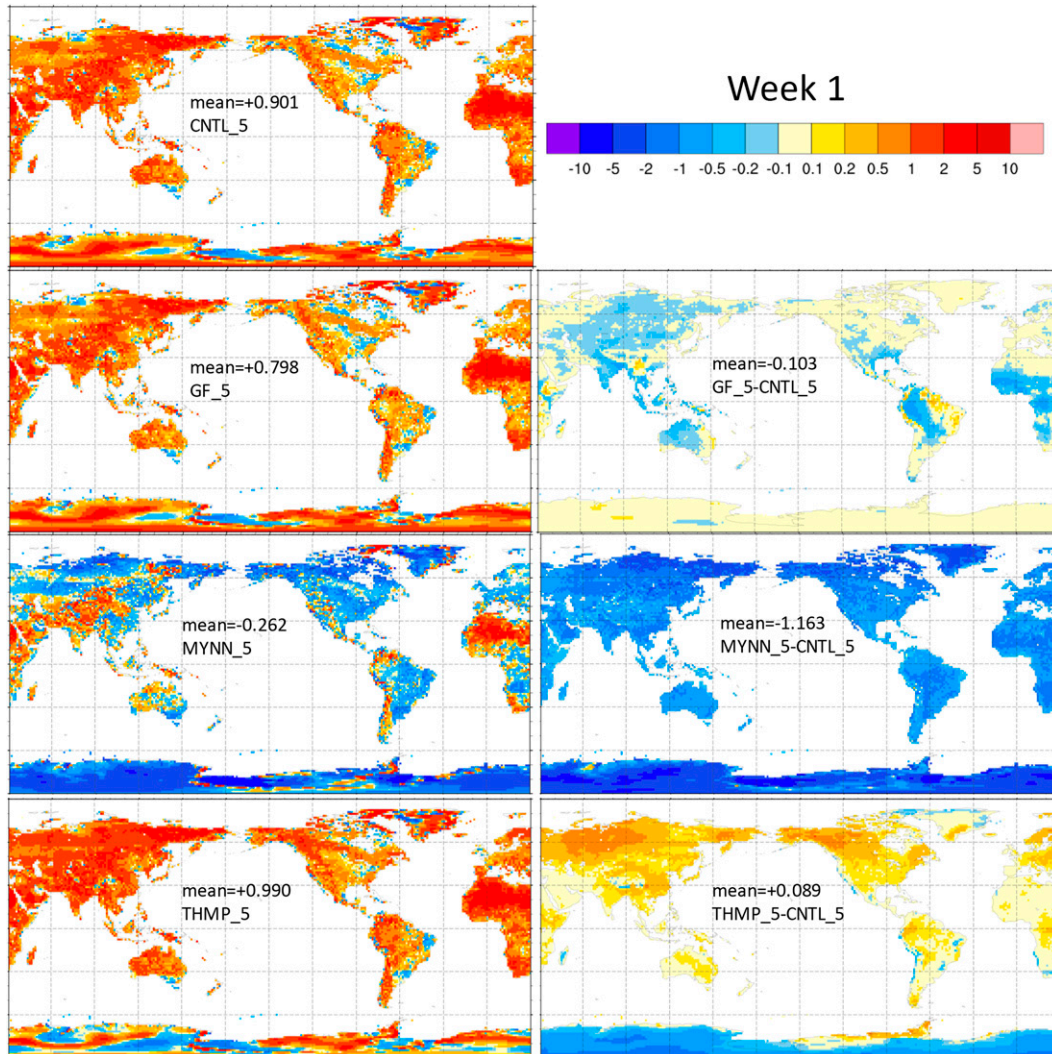 Week 1
-10 -5 -2 -1 -0.5 -0.2 -0.1 0.1 0.2 0.5 1 2 5 10
mean=+0.901
CNTL_5
mean=+0.798
GF_5
mean=-0.103
GF_5-CNTL_5
mean=-0.262
MYNN_5
mean=-1.163
MYNN_5-CNTL_5
mean=+0.990
THMP_5
mean=+0.089
THMP_5-CNTL_5